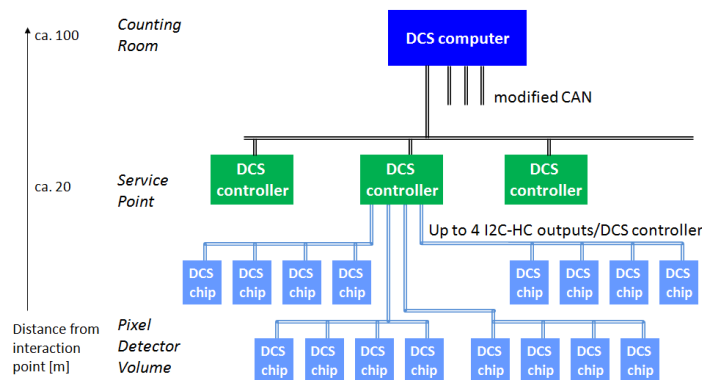 ca. 100
Counting
Room
DCS computer
modified CAN
ca. 20
Service
Point
DCS
controller
DCS
controller
DCS
controller
Up to 4 I2C-HC outputs/DCS controller
DCS
chip
DCS
chip
DCS
chip
DCS
chip
DCS
chip
DCS
chip
DCS
chip
DCS
chip
Distance from
interaction
point [m]
Pixel
Detector
Volume
DCS
chip
DCS
chip
DCS
chip
DCS
chip
DCS
chip
DCS
chip
DCS
chip
DCS
chip